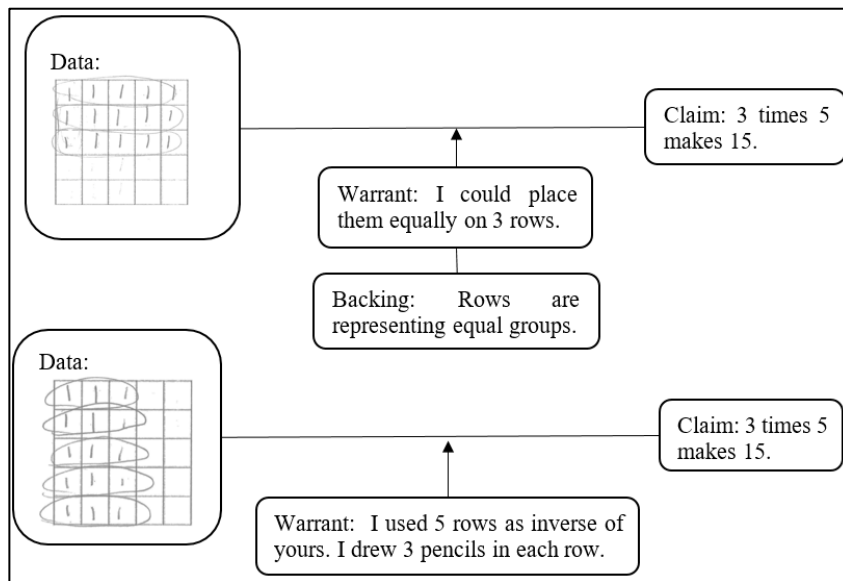 Data:
Claim: 3 times 5
makes 15.
Warrant: I could place
them equally on 3 rows.
Backing: Rows are
representing equal groups.
Data:
Claim: 3 times 5
makes 15.
Warrant: I used 5 rows as inverse of
yours. I drew 3 pencils in each row.